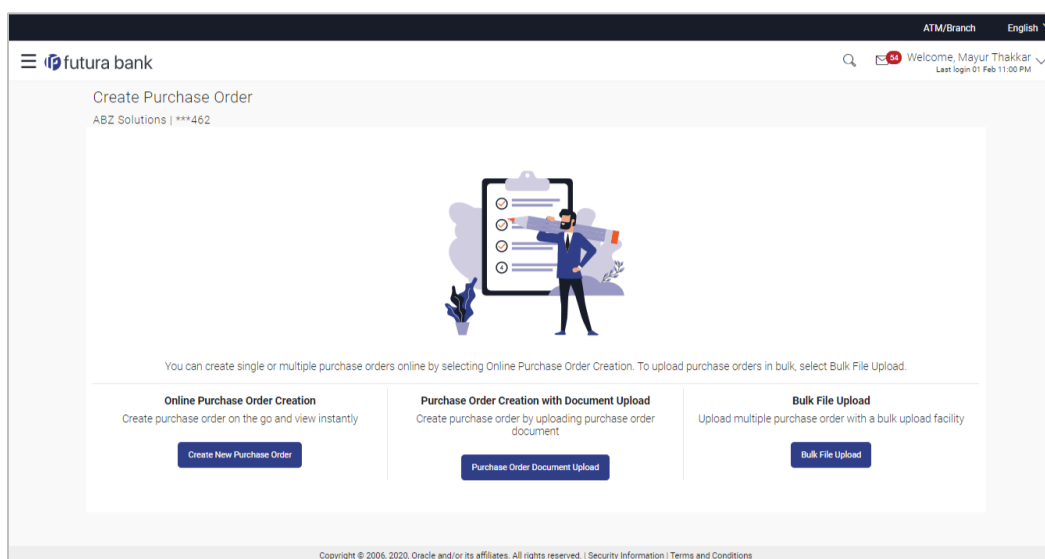 ATM/Branch English
futura bank
54 Welcome, Mayur Thakkar
Last login 01 Feb 11:00 PM
Create Purchase Order
ABZ Solutions | ***462
4
You can create single or multiple purchase orders online by selecting Online Purchase Order Creation. To upload purchase orders in bulk, select Bulk File Upload.
Online Purchase Order Creation
Create purchase order on the go and view instantly
Create New Purchase Order
Purchase Order Creation with Document Upload
Create purchase order by uploading purchase order
document
Purchase Order Document Upload
Bulk File Upload
Upload multiple purchase order with a bulk upload facility
Bulk File Upload
Copyright © 2006, 2020, Oracle and/or its affiliates. All rights reserved. | Security Information | Terms and Conditions